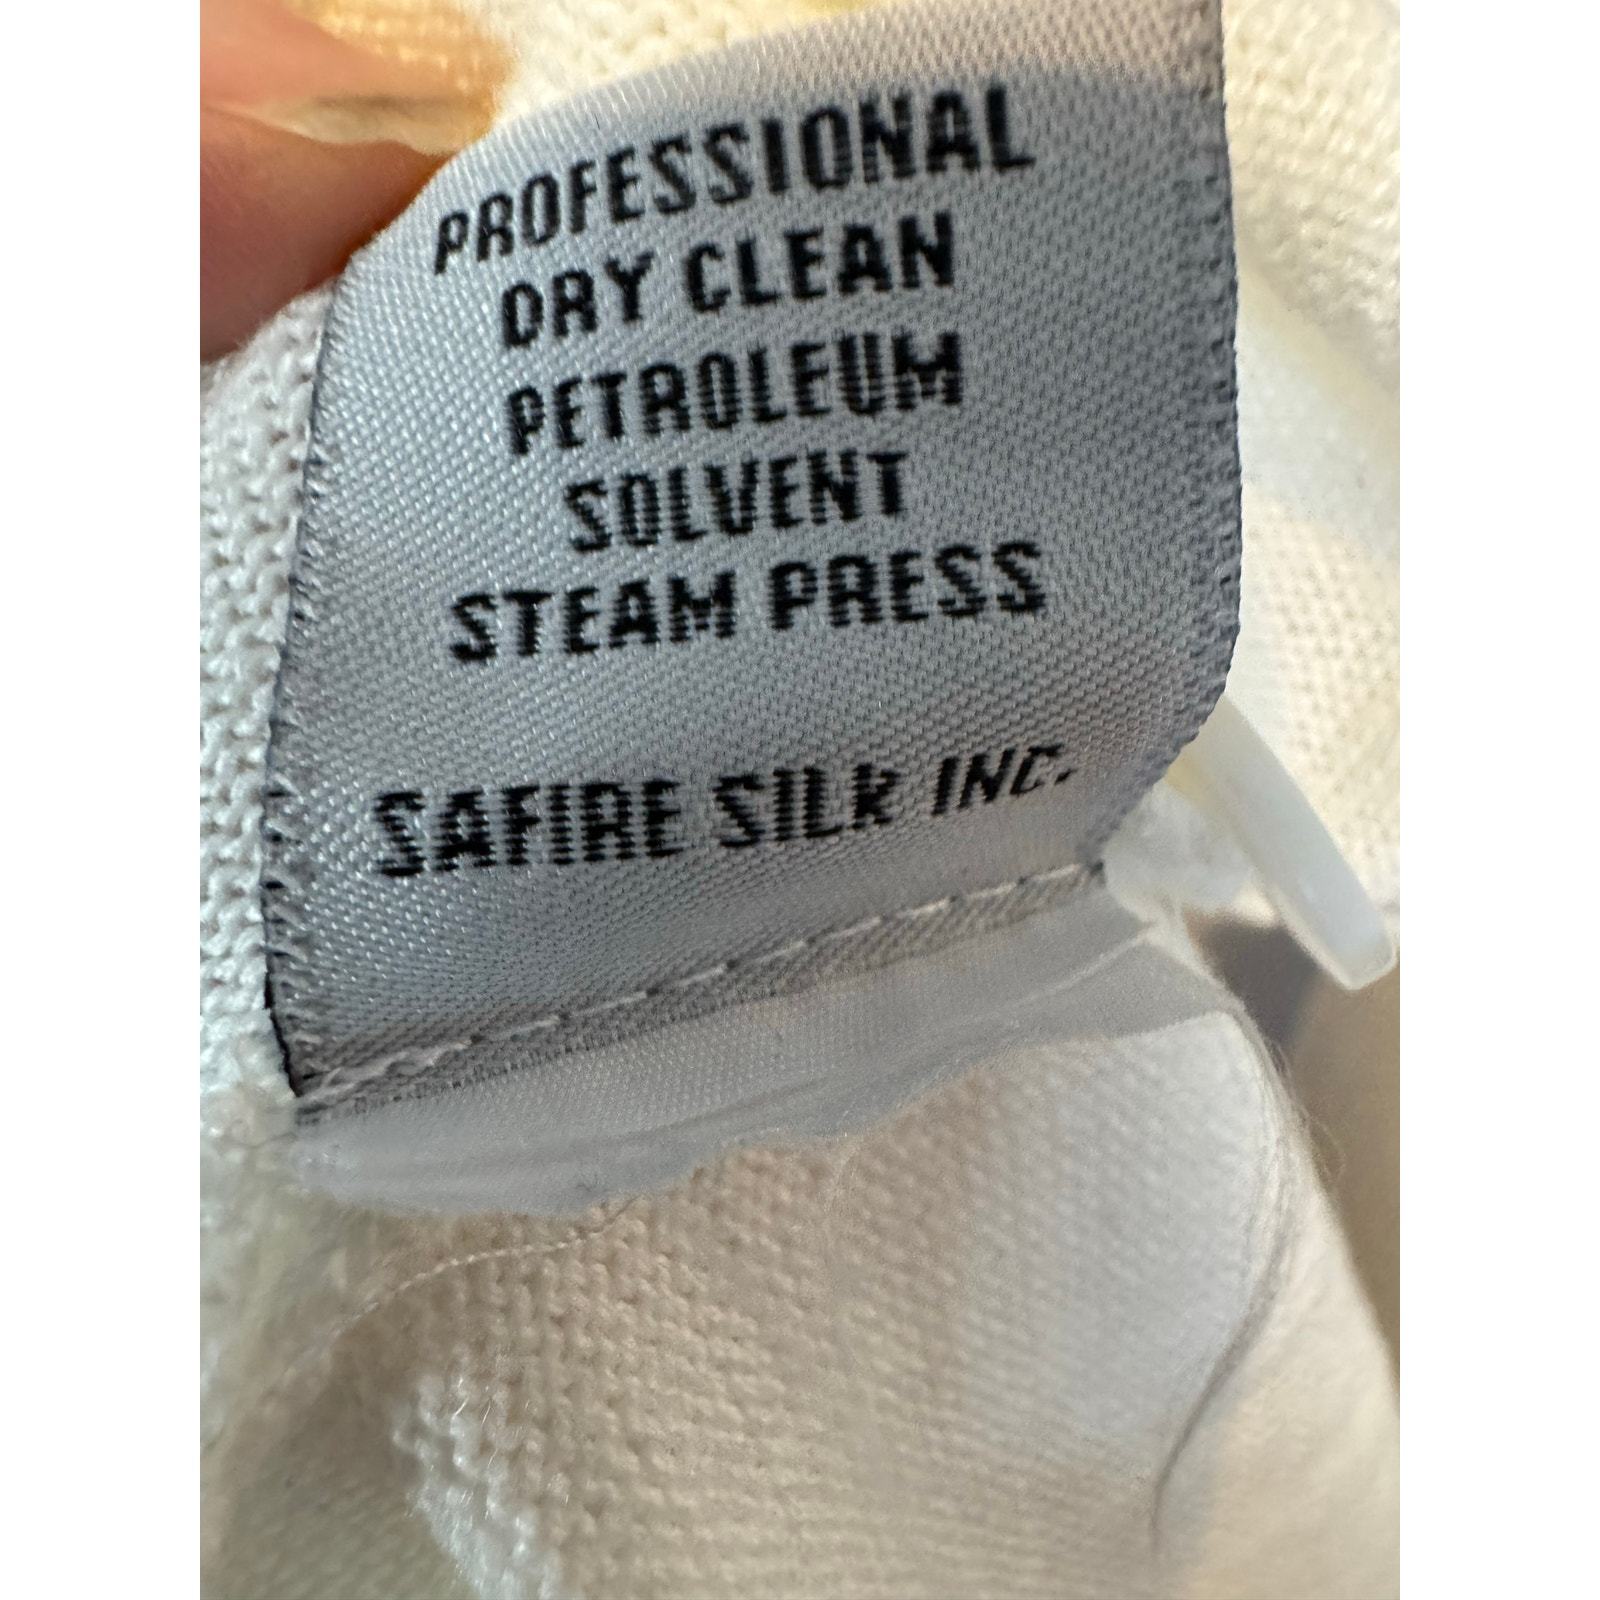 PROFESSIONAL
DRY CLEAN
PETROLEUM
SOLVENT
STEAM PRESS
SAFIRE SILK INC.